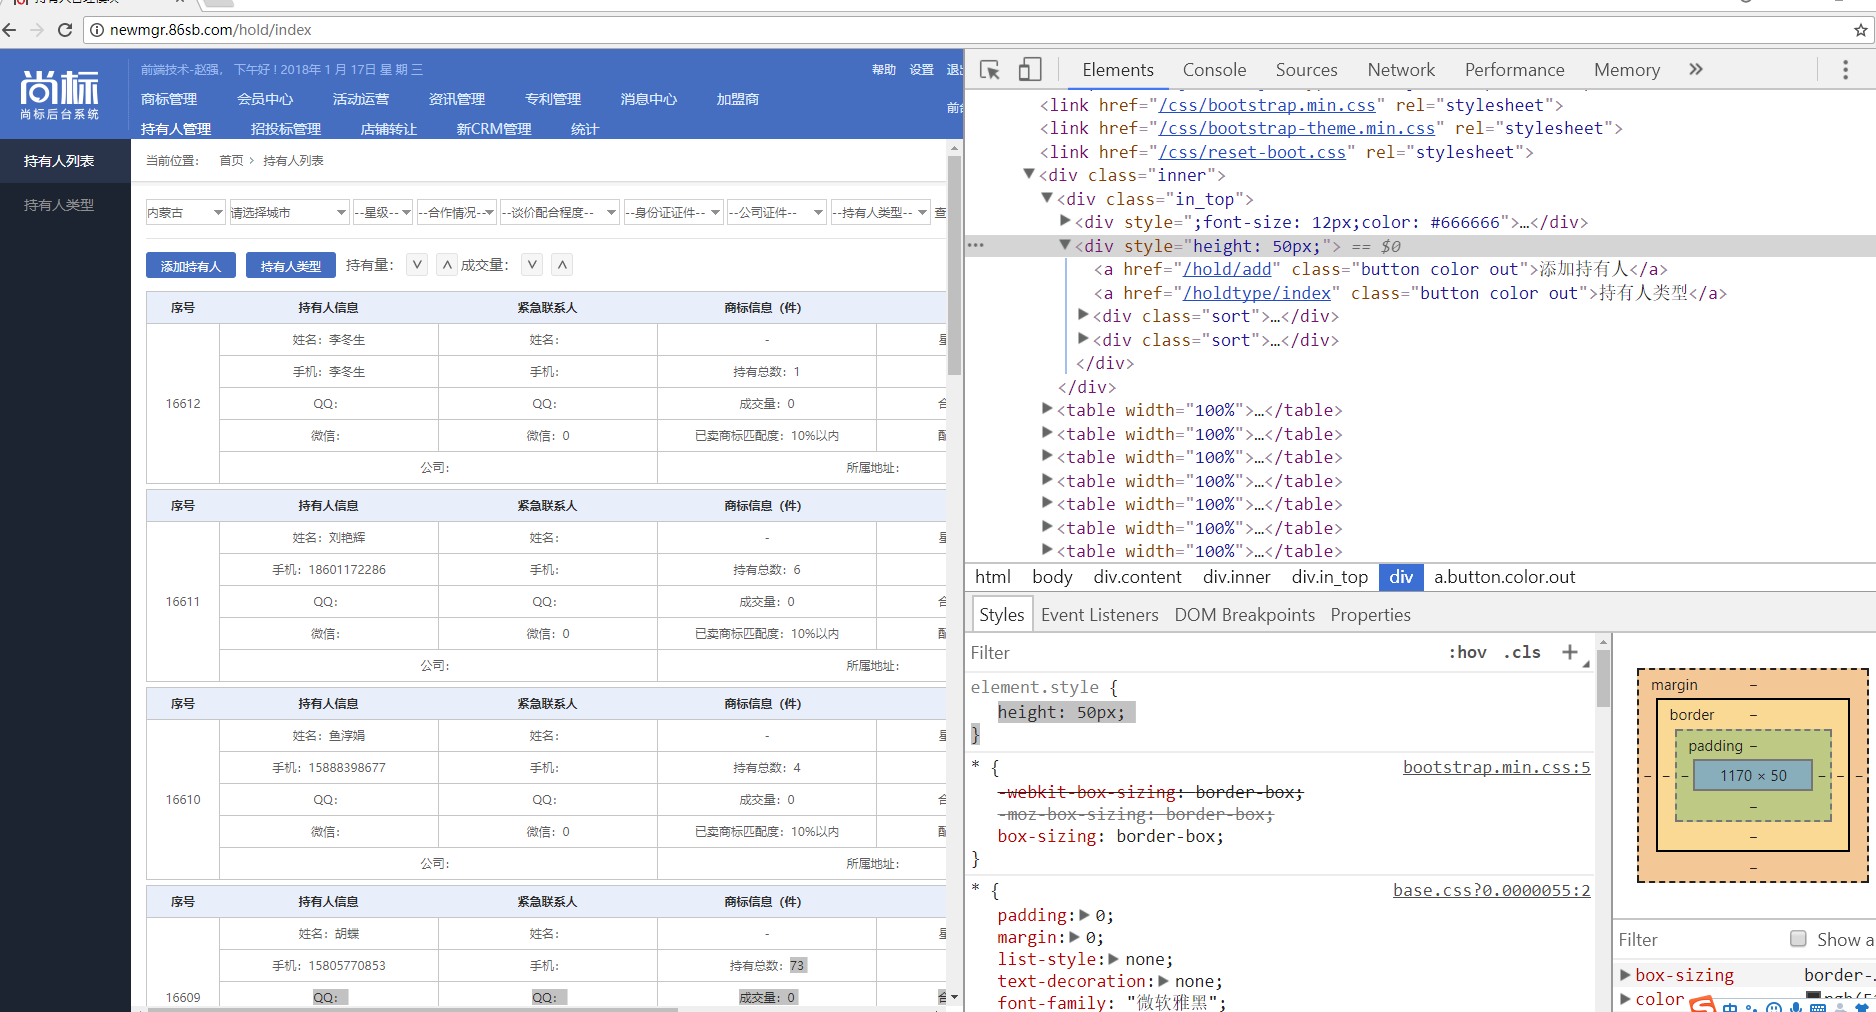 newmgr.86sb.com/hold/index
尚标
尚标后台系统
前端技术-赵强， 下午好！2018年 1 月 17日 星 期 三
帮助 设置
商标管理 会员中心 活动运营 资讯管理 专利管理 消息中心 加盟商
持有人管理 招投标管理 店铺转让 新CRM管理 统计
持有人列表
持有人类型
当前位置： 首页 > 持有人列表
内蒙古 请选择城市 --星级-- --合作情况-- --谈价配合程度-- --身份证证件-- --公司证件-- --持有人类型-- 查
添加持有人 持有人类型 持有量： ∨ ∧ 成交量： ∨ ∧
序号 持有人信息 紧急联系人 商标信息（件）
姓名：李冬生 姓名： -
手机：李冬生 手机： 持有总数：1
16612 QQ： QQ： 成交量：0
微信： 微信：0 已卖商标匹配度：10%以内
公司： 所属地址：
序号 持有人信息 紧急联系人 商标信息（件）
姓名：刘艳辉 姓名： -
手机：18601172286 手机： 持有总数：6
16611 QQ： QQ： 成交量：0
微信： 微信：0 已卖商标匹配度：10%以内
公司： 所属地址：
序号 持有人信息 紧急联系人 商标信息（件）
姓名：鱼淳娟 姓名： -
手机：15888398677 手机： 持有总数：4
16610 QQ： QQ： 成交量：0
微信： 微信：0 已卖商标匹配度：10%以内
公司： 所属地址：
序号 持有人信息 紧急联系人 商标信息（件）
姓名：胡蝶 姓名： -
手机：15805770853 手机： 持有总数：73
16609 QQ： QQ： 成交量：0
Elements Console Sources Network Performance Memory »
<link href="/css/bootstrap.min.css" rel="stylesheet">
<link href="/css/bootstrap-theme.min.css" rel="stylesheet">
<link href="/css/reset-boot.css" rel="stylesheet">
<div class="inner">
<div class="in_top">
<div style=";font-size: 12px;color: #666666">…</div>
<div style="height: 50px;"> == $0
<a href="/hold/add" class="button color out">添加持有人</a>
<a href="/holdtype/index" class="button color out">持有人类型</a>
<div class="sort">…</div>
<div class="sort">…</div>
</div>
</div>
<table width="100%">…</table>
<table width="100%">…</table>
<table width="100%">…</table>
<table width="100%">…</table>
<table width="100%">…</table>
<table width="100%">…</table>
<table width="100%">…</table>
html body div.content div.inner div.in_top div a.button.color.out
Styles Event Listeners DOM Breakpoints Properties
Filter :hov .cls +
element.style {
height: 50px;
}
* { bootstrap.min.css:5
-webkit-box-sizing: border-box;
-moz-box-sizing: border-box;
box-sizing: border-box;
}
* { base.css?0.0000055:2
padding: 0;
margin: 0;
list-style: none;
text-decoration: none;
font-family: "微软雅黑";
margin –
border –
padding –
– – – 1170 × 50 – – –
–
–
–
Filter Show a
box-sizing border-…
color
中